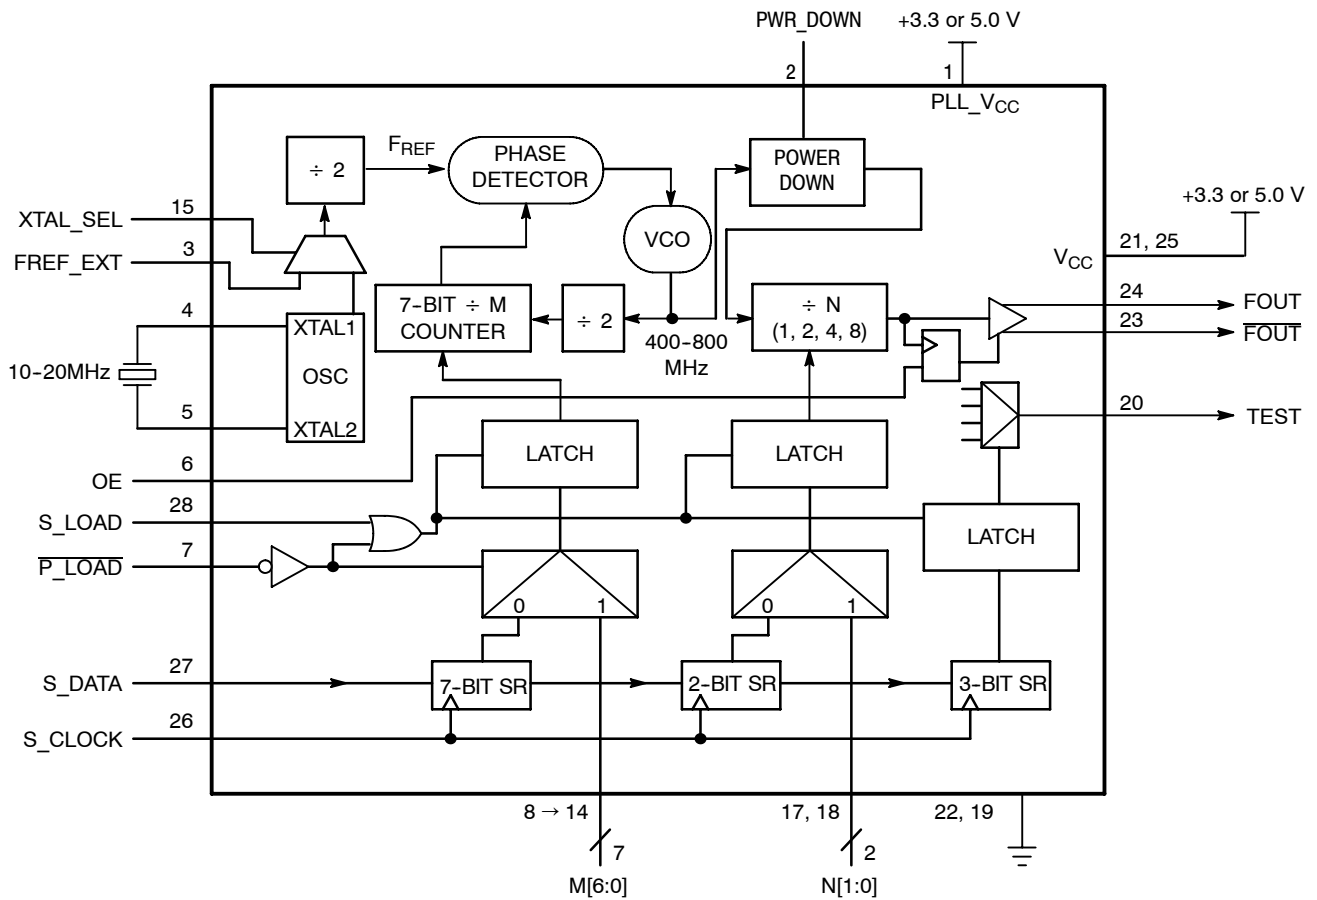 PWR_DOWN
+3.3 or 5.0 V
2
1
PLL_VCC
÷ 2
FREF
PHASE
DETECTOR
POWER
DOWN
XTAL_SEL
15
FREF_EXT
3
VCO
+3.3 or 5.0 V
VCC
21, 25
4
10-20MHz
5
XTAL1
OSC
XTAL2
7-BIT ÷ M
COUNTER
÷ 2
400-800
MHz
÷ N
(1, 2, 4, 8)
24
FOUT
23
FOUT
20
TEST
OE
6
LATCH
LATCH
S_LOAD
28
P_LOAD
7
LATCH
0
1
0
1
S_DATA
27
7-BIT SR
2-BIT SR
3-BIT SR
S_CLOCK
26
8 → 14
17, 18
22, 19
7
2
M[6:0]
N[1:0]